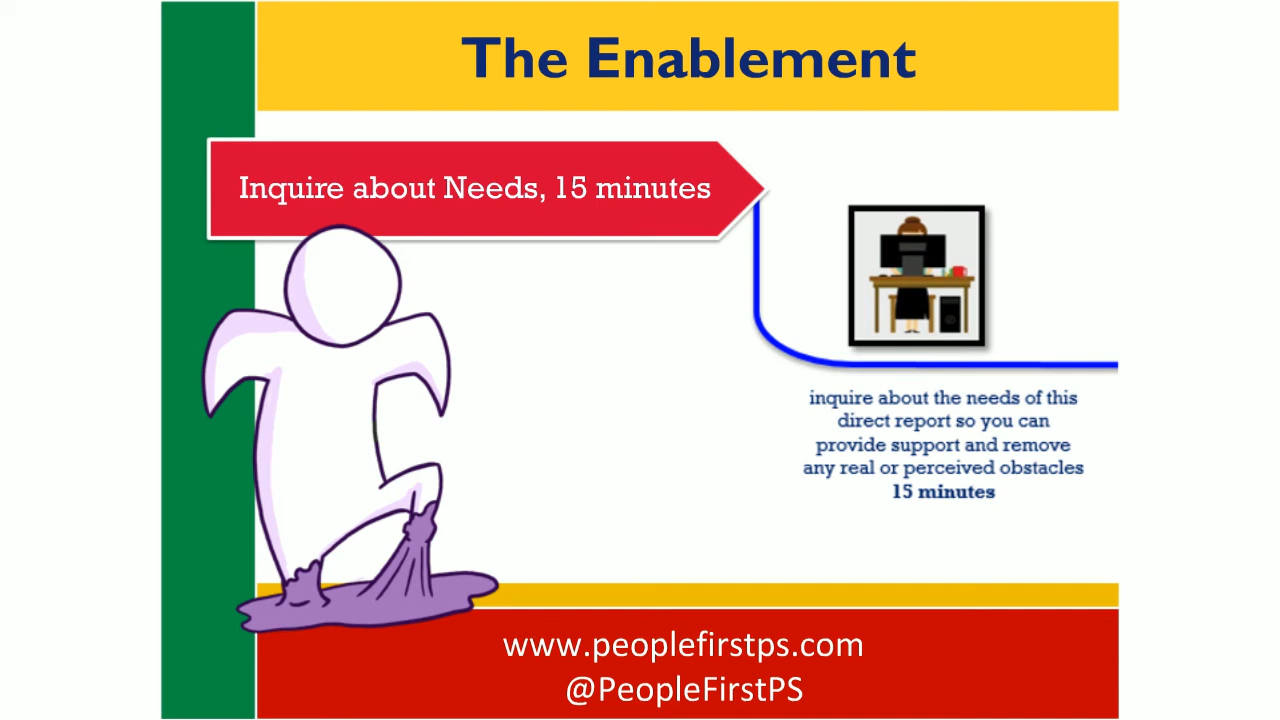 The Enablement
Inquire about Needs, 15 minutes
inquire about the needs of this
direct report so you can
provide support and remove
any real or perceived obstacles
15 minutes
www.peoplefirstps.com
@PeopleFirstPS